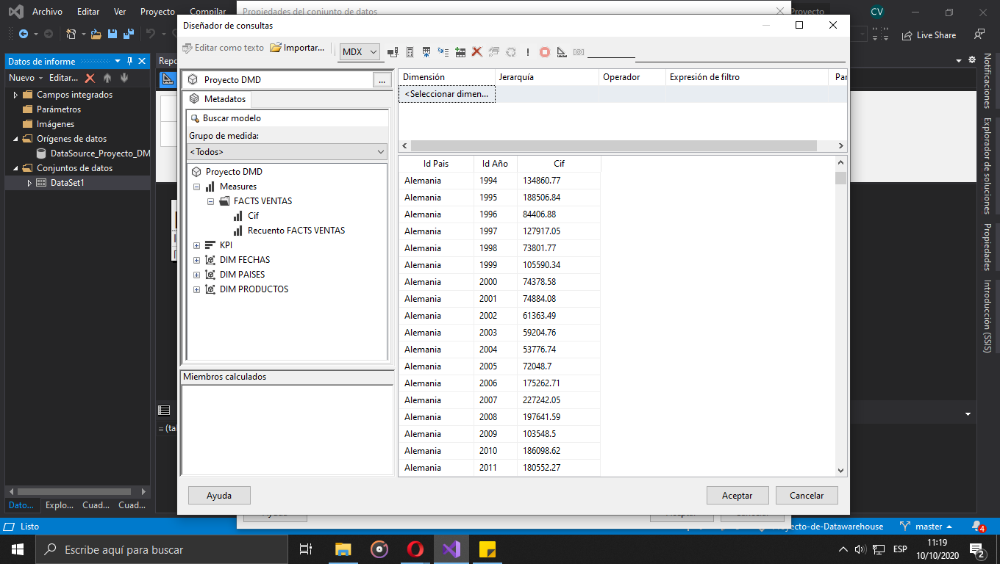 Archivo Editar Ver Proyecto Compilar
Propiedades del conjunto de datos
Proyecto
CV
Live Share
Datos de informe
Nuevo Editar...
Campos integrados
Parámetros
Imágenes
Orígenes de datos
DataSource_Proyecto_DM
Conjuntos de datos
DataSet1
Dato... Explo... Cuad... Cuad...
Repo
Diseñador de consultas
Editar como texto Importar... MDX
Proyecto DMD ...
Metadatos
Buscar modelo
Grupo de medida:
<Todos>
Proyecto DMD
Measures
FACTS VENTAS
Cif
Recuento FACTS VENTAS
KPI
DIM FECHAS
DIM PAISES
DIM PRODUCTOS
Miembros calculados
Dimensión Jerarquía Operador Expresión de filtro Par
<Seleccionar dimen...
Id Pais Id Año Cif
Alemania 1994 134860.77
Alemania 1995 188506.84
Alemania 1996 84406.88
Alemania 1997 127917.05
Alemania 1998 73801.77
Alemania 1999 105590.34
Alemania 2000 74378.58
Alemania 2001 74884.08
Alemania 2002 61363.49
Alemania 2003 59204.76
Alemania 2004 53776.74
Alemania 2005 72048.7
Alemania 2006 175262.71
Alemania 2007 227242.05
Alemania 2008 197641.59
Alemania 2009 103548.5
Alemania 2010 186098.62
Alemania 2011 180552.27
Ayuda Aceptar Cancelar
(tal
Notificaciones
Explorador de soluciones
Propiedades
Introducción (SSIS)
Listo
Proyecto-de-Datawarehouse master 4
Escribe aquí para buscar
ESP
11:19
10/10/2020
2